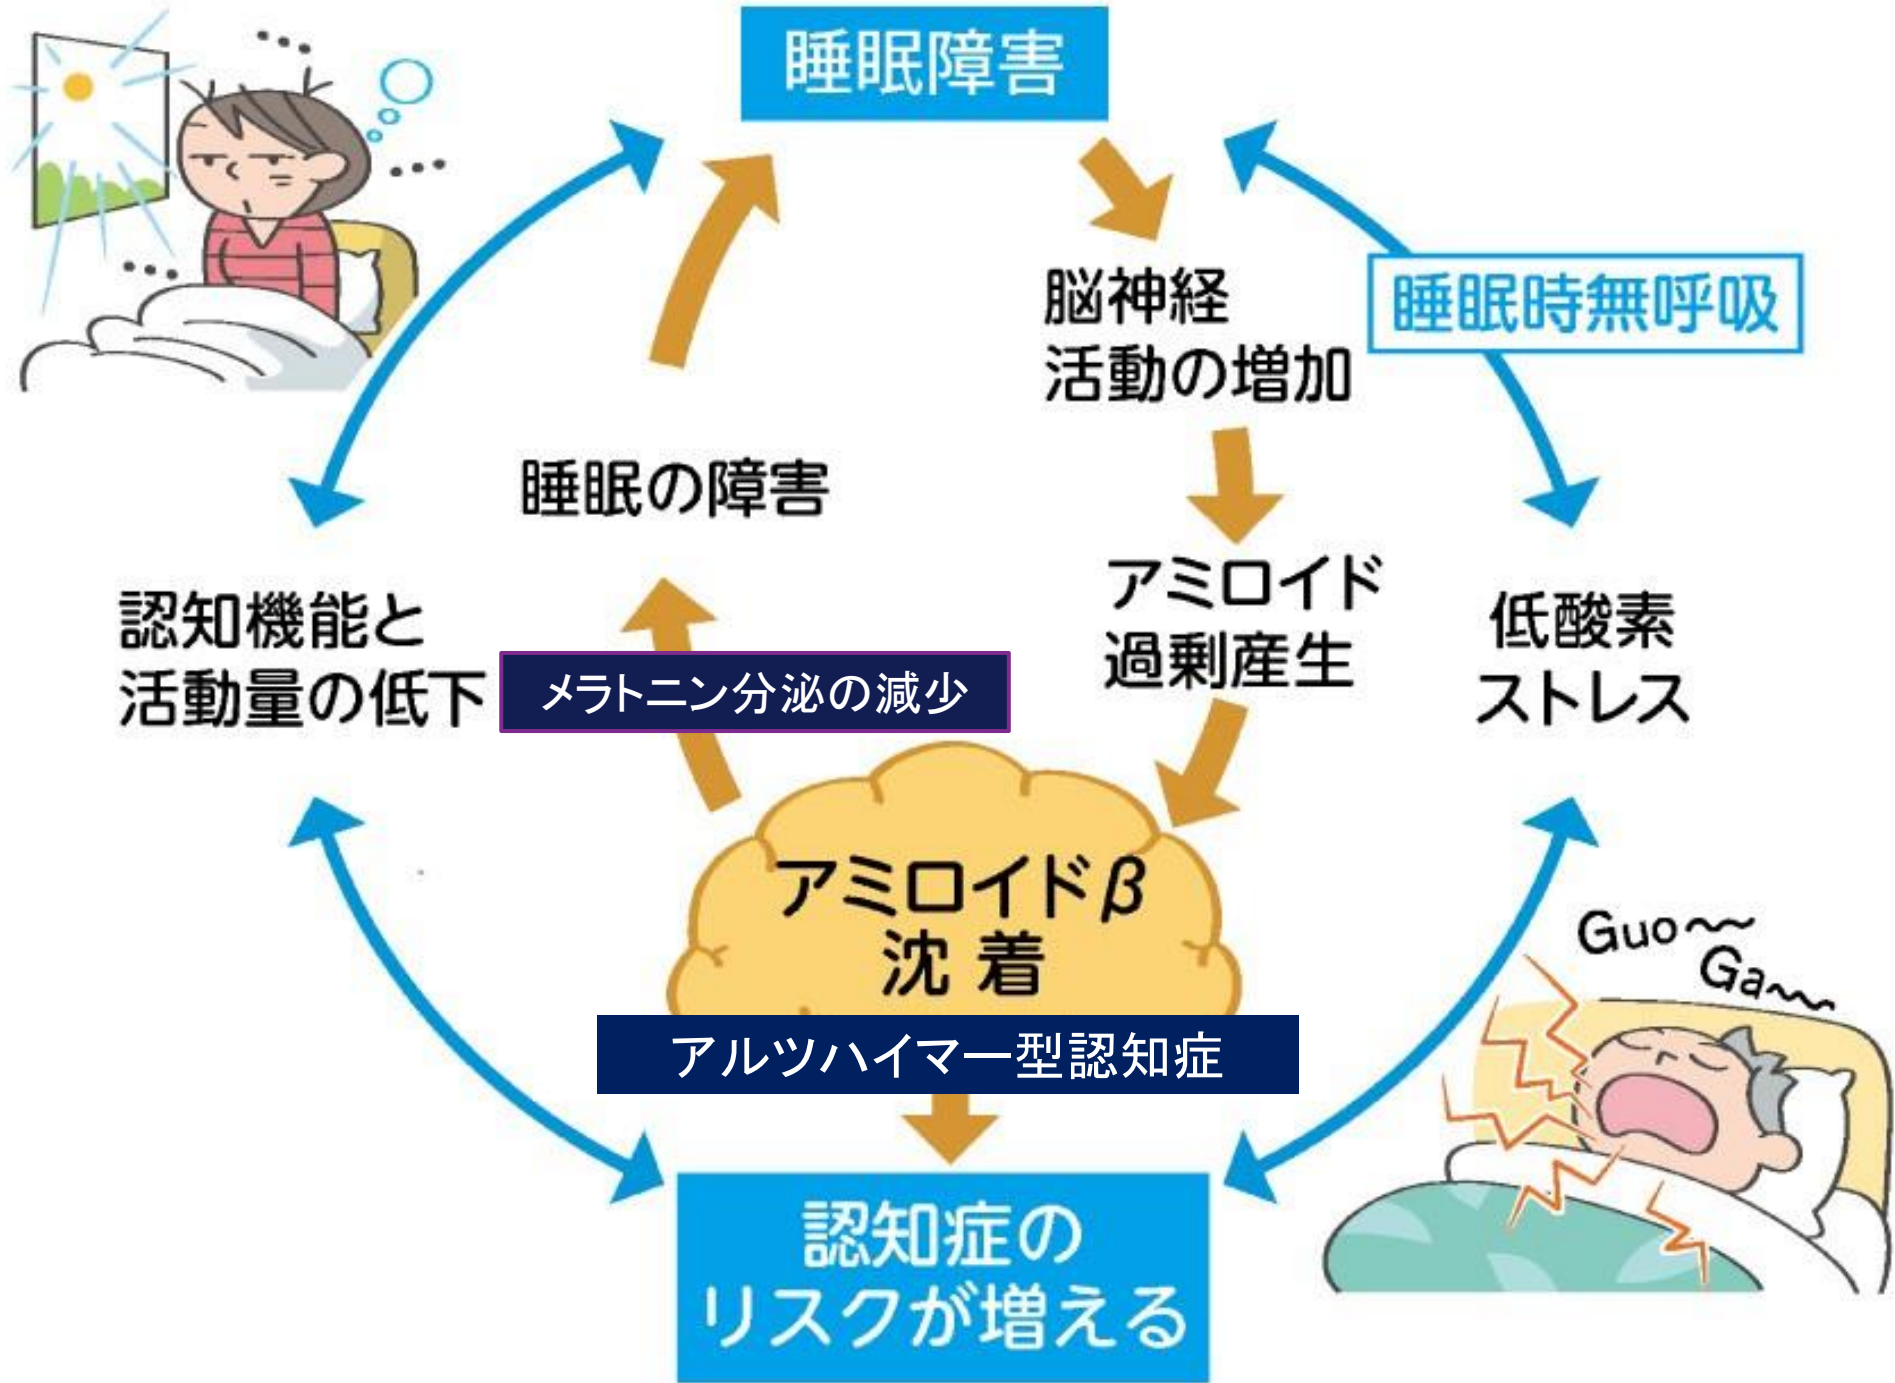 睡眠障害
脳神経
活動の増加
睡眠時無呼吸
睡眠の障害
アミロイド
過剰産生
低酸素
ストレス
認知機能と
活動量の低下
メラトニン分泌の減少
アミロイドβ
沈着
Guo～
Ga～
アルツハイマー型認知症
認知症の
リスクが増える